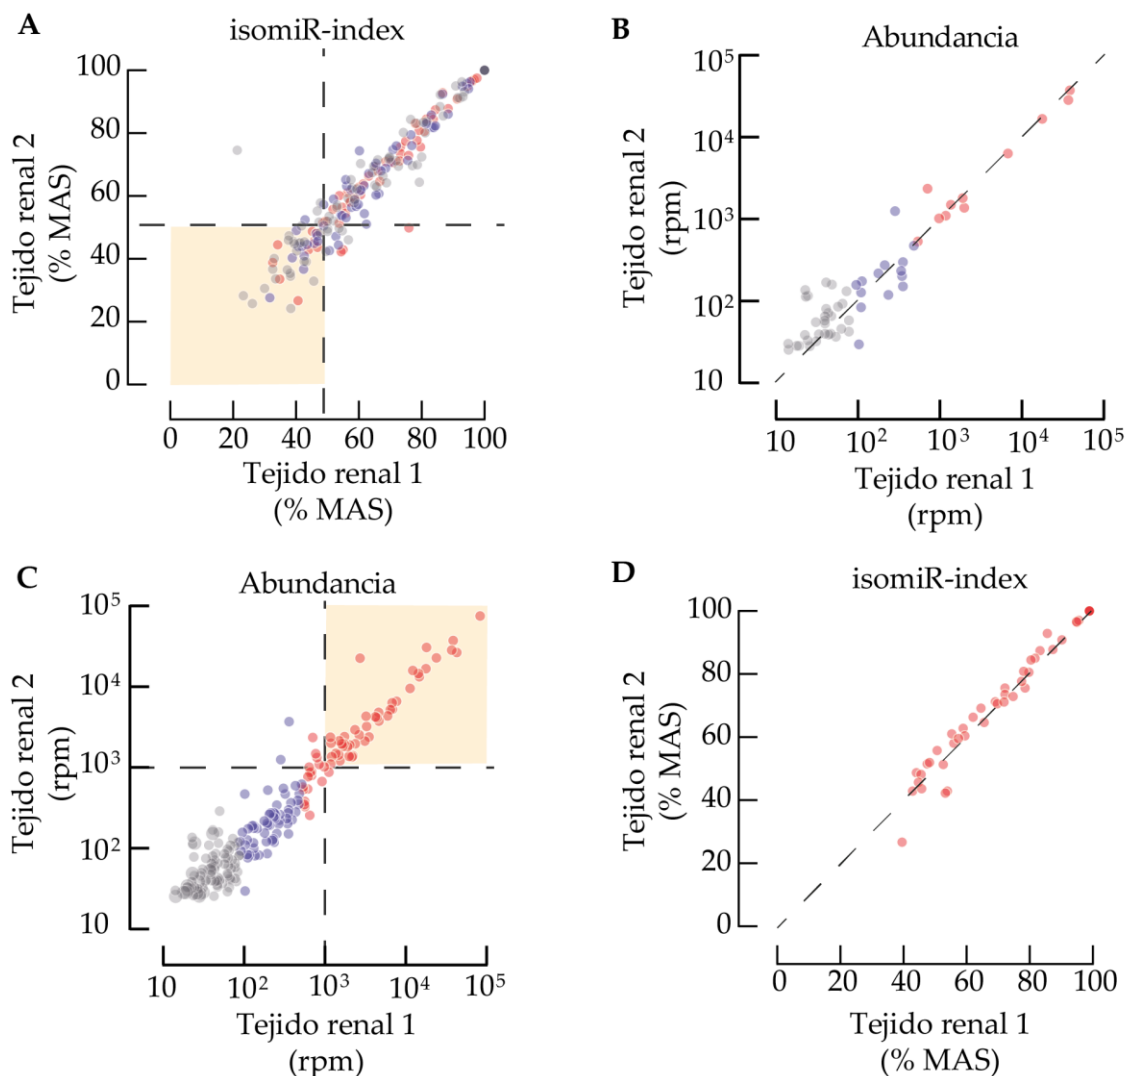 A
isomiR-index
Tejido renal 2
(% MAS)
100
80
60
40
20
0
0 20 40 60 80 100
Tejido renal 1
(% MAS)
B
Abundancia
Tejido renal 2
(rpm)
10⁵
10⁴
10³
10²
10
10 10² 10³ 10⁴ 10⁵
Tejido renal 1
(rpm)
C
Abundancia
Tejido renal 2
(rpm)
10⁵
10⁴
10³
10²
10
10 10² 10³ 10⁴ 10⁵
Tejido renal 1
(rpm)
D
isomiR-index
Tejido renal 2
(% MAS)
100
80
60
40
20
0
0 20 40 60 80 100
Tejido renal 1
(% MAS)